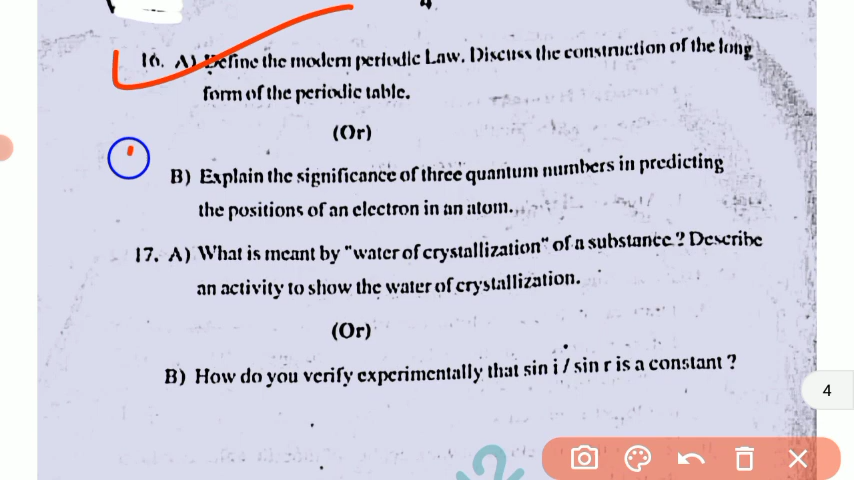 16. A) Define the modern periodic Law. Discuss the construction of the long
form of the periodic table.
(Or)
B) Explain the significance of three quantum numbers in predicting
the positions of an electron in an atom.
17. A) What is meant by "water of crystallization" of a substance? Describe
an activity to show the water of crystallization.
(Or)
B) How do you verify experimentally that sin i / sin r is a constant ?
4